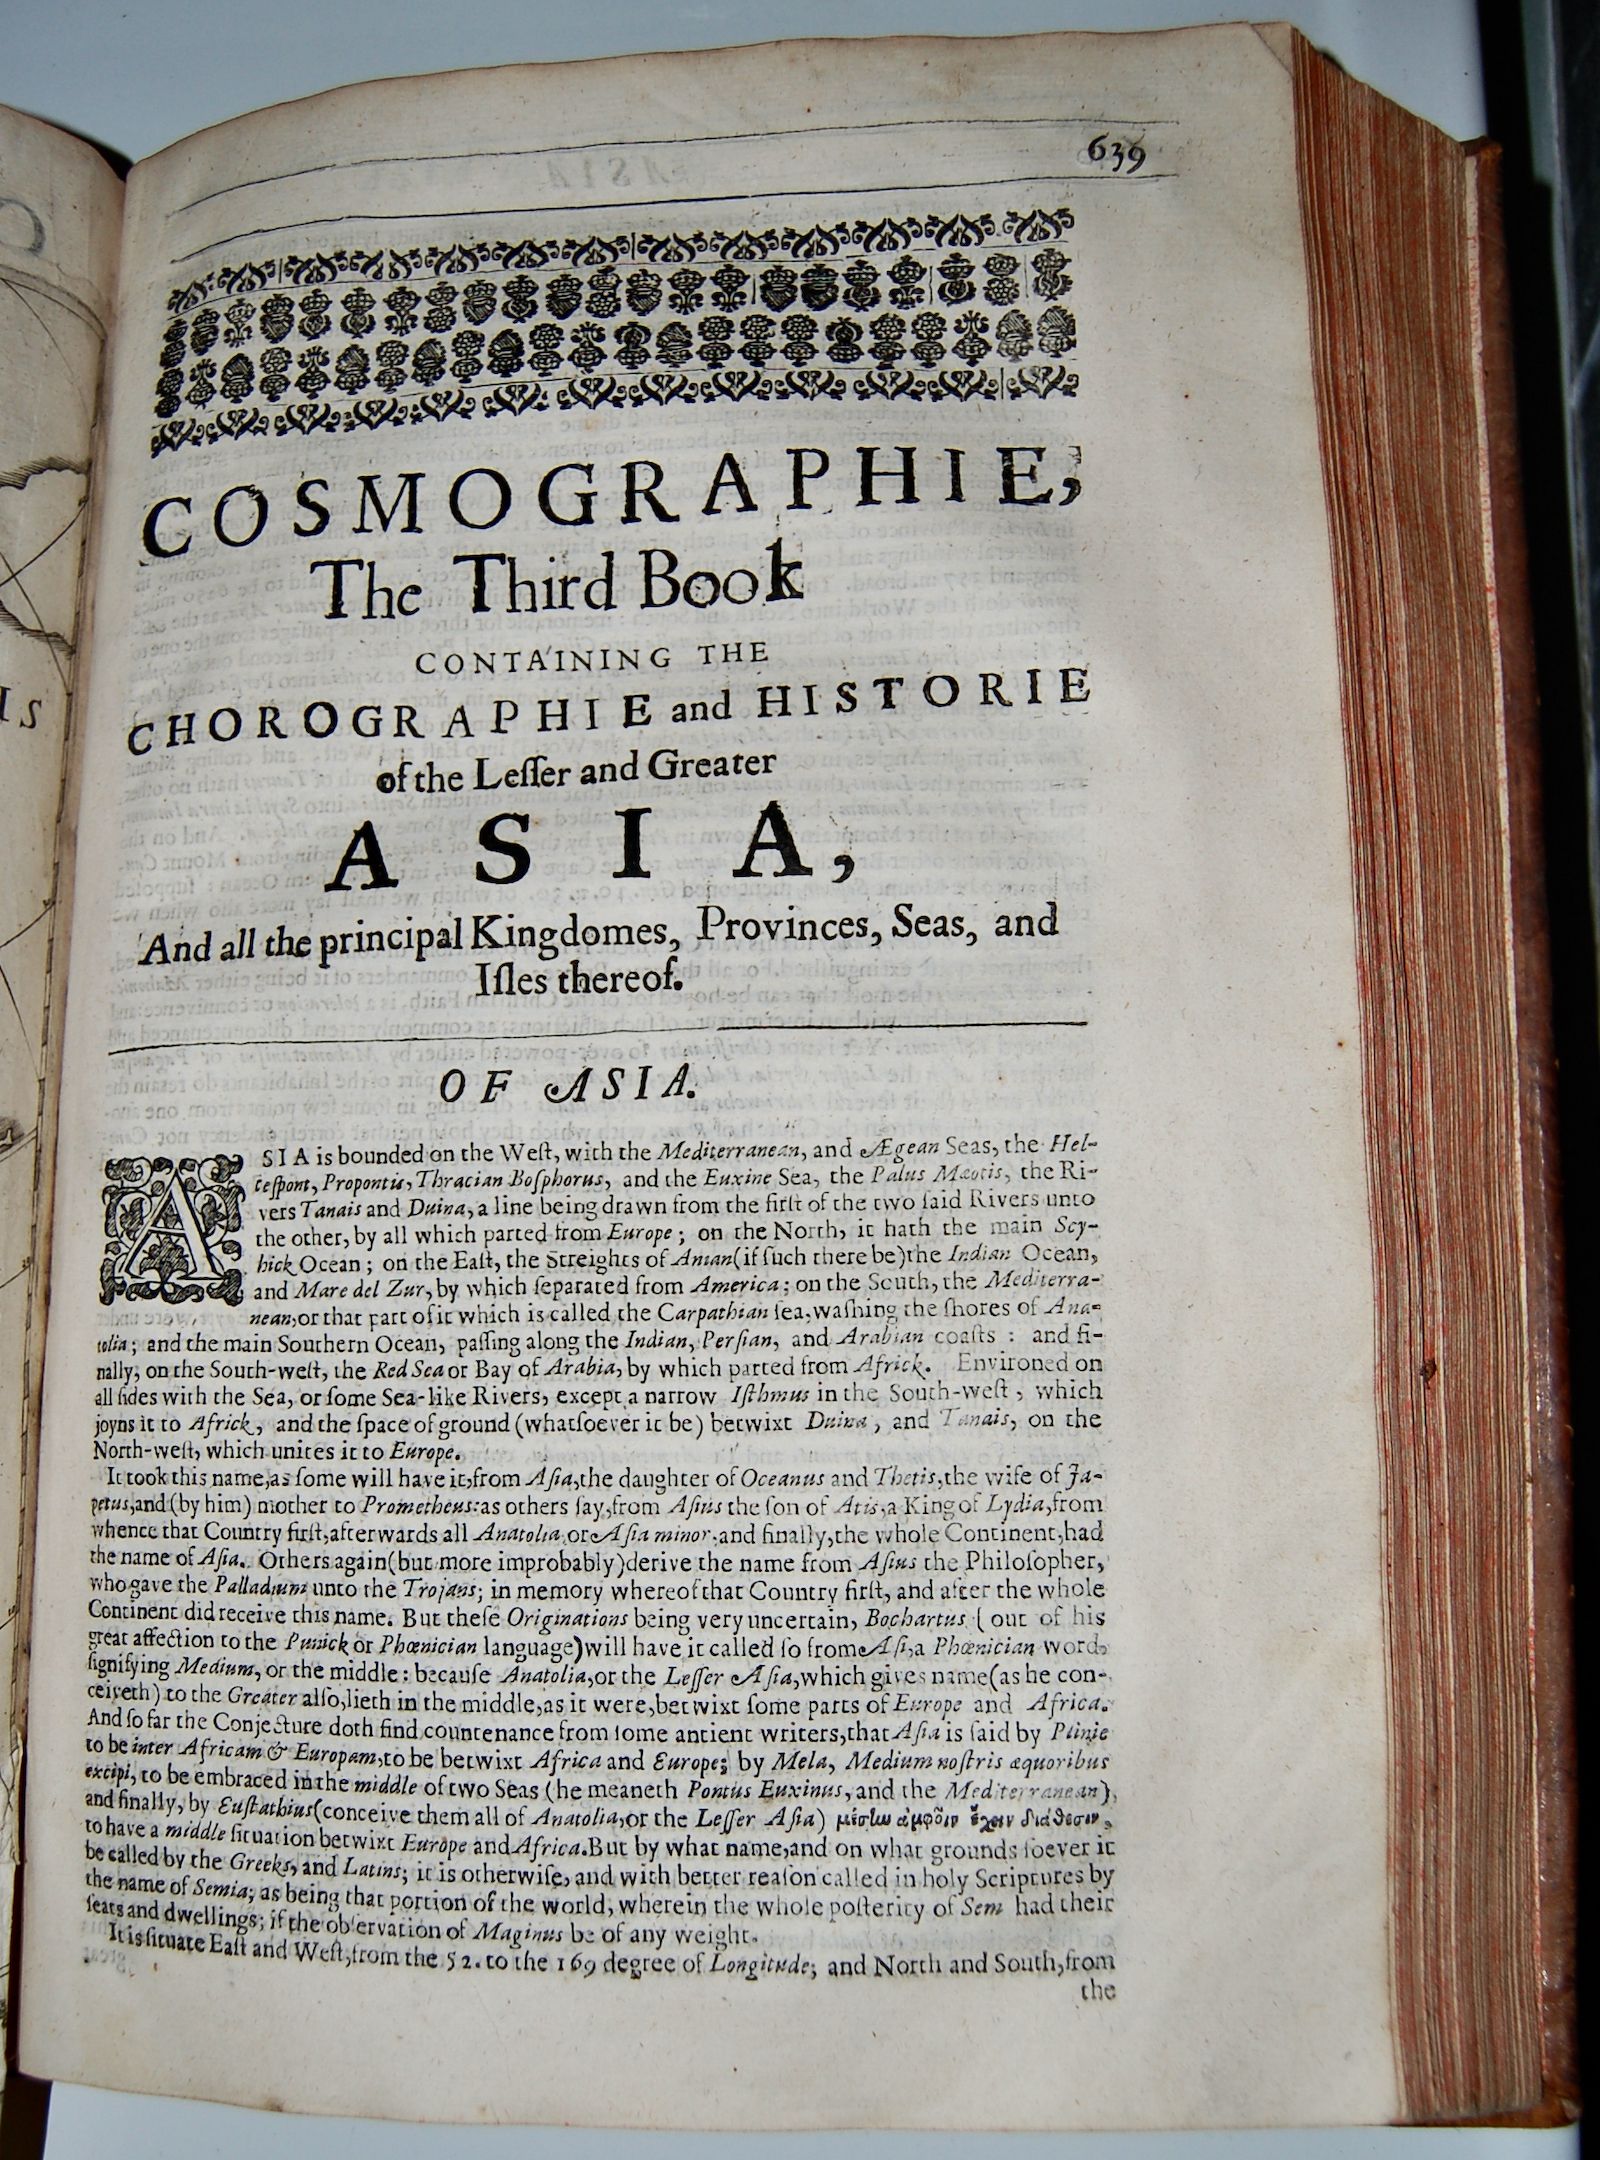 639
COSMOGRAPHIE,
The Third Book
CONTAINING THE
CHOROGRAPHIE and HISTORIE
of the Leſſer and Greater
ASIA,
And all the principal Kingdomes, Provinces, Seas, and
Iſles thereof.
OF ASIA.
ASIA is bounded on the Weſt, with the Mediterranean, and Ægean Seas, the Hel-
leſpont, Propontis, Thracian Boſphorus, and the Euxine Sea, the Palus Mæotis, the Ri-
vers Tanais and Duina, a line being drawn from the firſt of the two ſaid Rivers unto
the other, by all which parted from Europe; on the North, it hath the main Scy-
hick Ocean; on the Eaſt, the Streights of Anian (if ſuch there be) the Indian Ocean,
and Mare del Zur, by which ſeparated from America; on the South, the Mediterra-
nean, or that part of it which is called the Carpathian ſea, waſhing the ſhores of Ana-
tolia; and the main Southern Ocean, paſſing along the Indian, Perſian, and Arabian coaſts: and fi-
nally, on the South-weſt, the Red Sea or Bay of Arabia, by which parted from Africk. Environed on
all ſides with the Sea, or ſome Sea-like Rivers, except a narrow Iſthmus in the South-weſt, which
joyns it to Africk, and the ſpace of ground (whatſoever it be) betwixt Duina, and Tanais, on the
North-weſt, which unites it to Europe.
It took this name, as ſome will have it, from Aſia, the daughter of Oceanus and Thetis, the wife of Ja-
petus, and (by him) mother to Prometheus: as others ſay, from Aſius the ſon of Atis, a King of Lydia, from
whence that Country firſt, afterwards all Anatolia, or Aſia minor, and finally, the whole Continent, had
the name of Aſia. Others again (but more improbably) derive the name from Aſius the Philoſopher,
who gave the Palladium unto the Trojans; in memory whereof that Country firſt, and after the whole
Continent did receive this name. But theſe Originations being very uncertain, Bochartus (out of his
great affection to the Punick or Phœnician language) will have it called ſo from Aſi, a Phœnician word,
ſignifying Medium, or the middle: becauſe Anatolia, or the Leſſer Aſia, which gives name (as he con-
ceiveth) to the Greater alſo, lieth in the middle, as it were, betwixt ſome parts of Europe and Africa.
And ſo far the Conjecture doth find countenance from ſome antient writers, that Aſia is ſaid by Plinie
to be inter Africam & Europam, to be betwixt Africa and Europe; by Mela, Medium noſtris æquoribus
excipi, to be embraced in the middle of two Seas (he meaneth Pontus Euxinus, and the Mediterranean)
and finally, by Euſtathius (conceive them all of Anatolia, or the Leſſer Aſia) ἔχειν διάθεσιν,
to have a middle ſituation betwixt Europe and Africa. But by what name, and on what grounds ſoever it
be called by the Greeks, and Latins; it is otherwiſe, and with better reaſon called in holy Scriptures by
the name of Semia; as being that portion of the world, wherein the whole poſterity of Sem had their
ſeats and dwellings; if the obſervation of Maginus be of any weight.
It is ſituate Eaſt and Weſt, from the 52. to the 169 degree of Longitude; and North and South, from
the